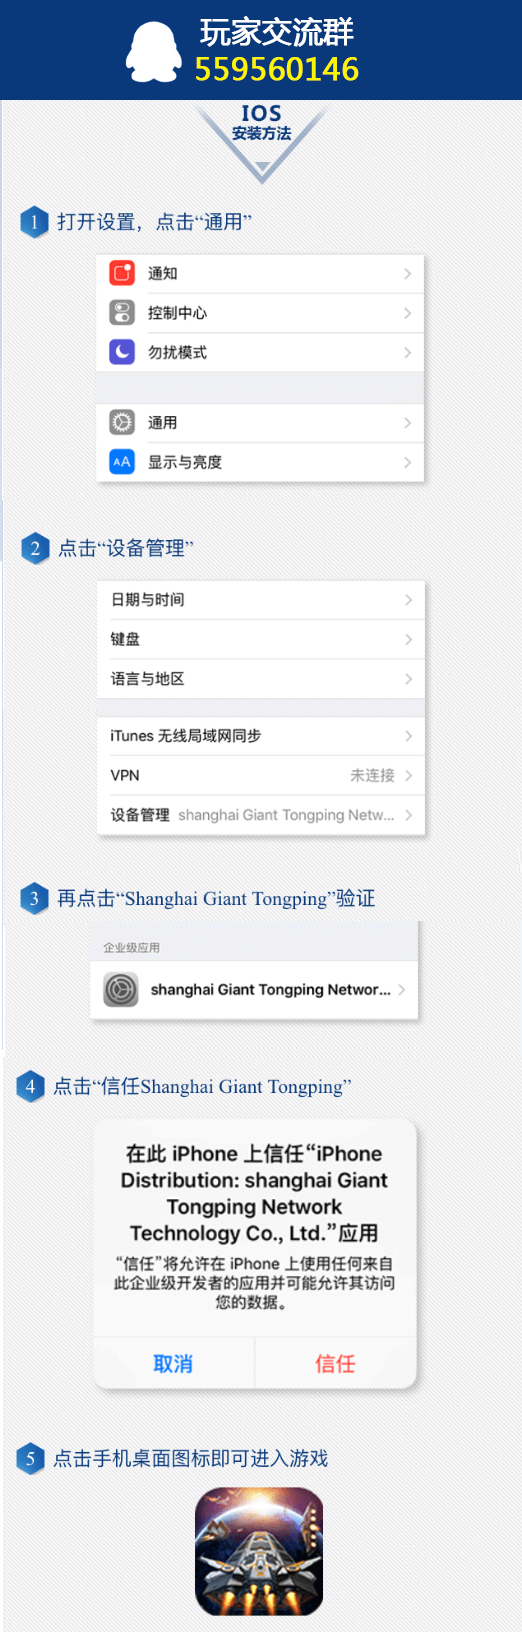 玩家交流群
559560146
IOS
安装方法
1 打开设置，点击“通用”
通知
控制中心
勿扰模式
通用
AA 显示与亮度
2 点击“设备管理”
日期与时间
键盘
语言与地区
iTunes 无线局域网同步
VPN 未连接
设备管理 shanghai Giant Tongping Netw...
3 再点击“Shanghai Giant Tongping”验证
企业级应用
shanghai Giant Tongping Networ...
4 点击“信任Shanghai Giant Tongping”
在此 iPhone 上信任“iPhone
Distribution: shanghai Giant
Tongping Network
Technology Co., Ltd.”应用
“信任”将允许在 iPhone 上使用任何来自
此企业级开发者的应用并可能允许其访问
您的数据。
取消 信任
5 点击手机桌面图标即可进入游戏